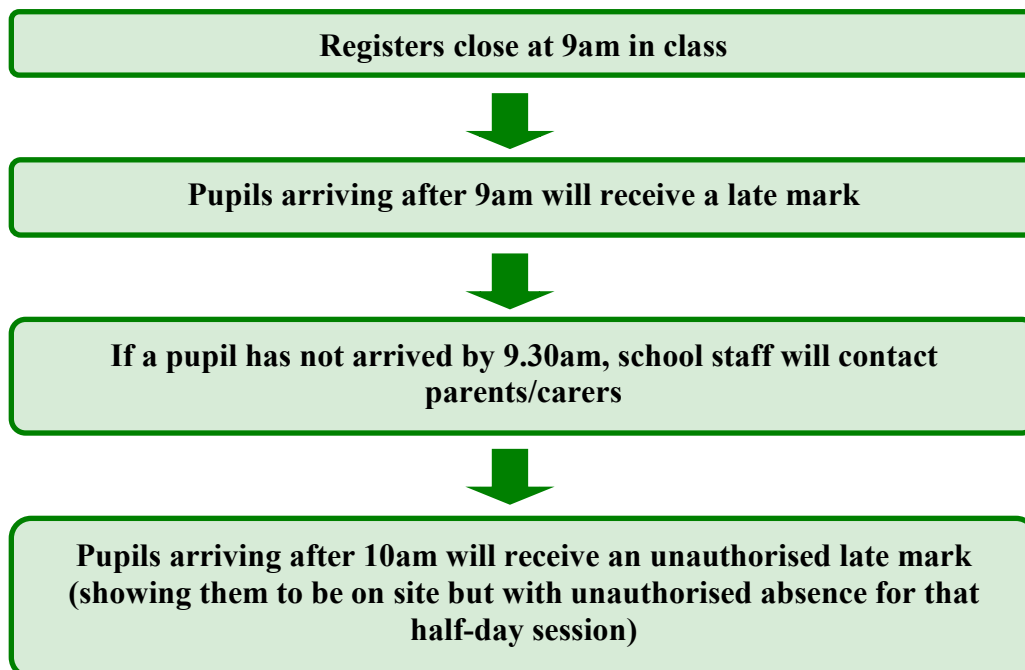 Registers close at 9am in class
Pupils arriving after 9am will receive a late mark
If a pupil has not arrived by 9.30am, school staff will contact
parents/carers
Pupils arriving after 10am will receive an unauthorised late mark
(showing them to be on site but with unauthorised absence for that
half-day session)